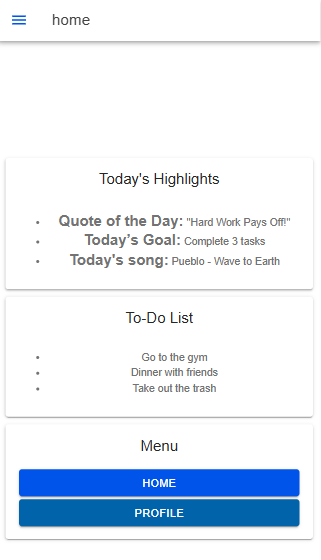 home
Today's Highlights
Quote of the Day: "Hard Work Pays Off!"
Today's Goal: Complete 3 tasks
Today's song: Pueblo - Wave to Earth
To-Do List
Go to the gym
Dinner with friends
Take out the trash
Menu
HOME
PROFILE